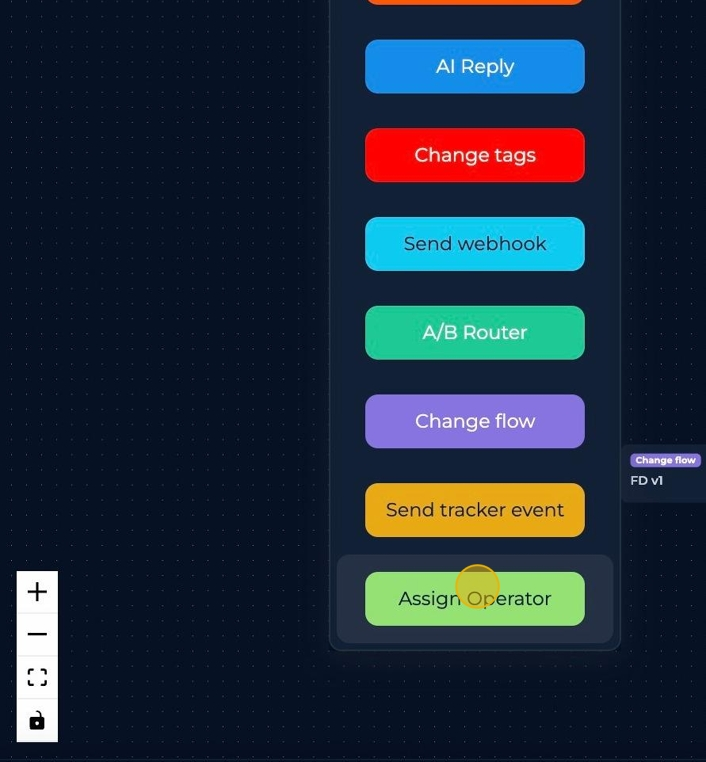 AI Reply
Change tags
Send webhook
A/B Router
Change flow
Change flow
FD v1
Send tracker event
Assign Operator